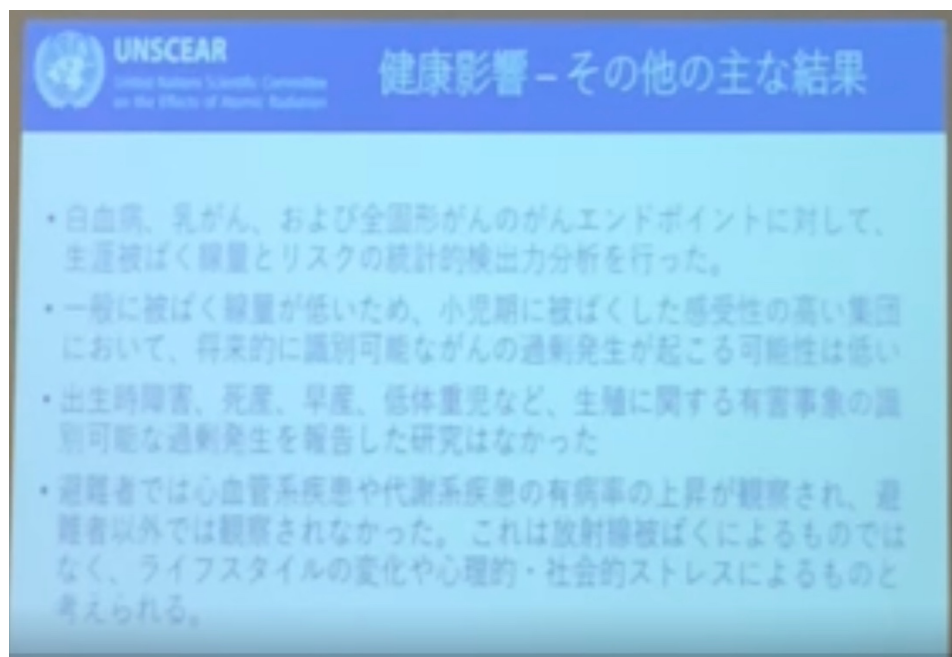 UNSCEAR
United Nations Scientific Committee
on the Effects of Atomic Radiation
健康影響 – その他の主な結果
• 白血病、乳がん、および全固形がんのがんエンドポイントに対して、
生涯被ばく線量とリスクの統計的検出力分析を行った。
• 一般に被ばく線量が低いため、小児期に被ばくした感受性の高い集団
において、将来的に識別可能ながんの過剰発生が起こる可能性は低い
• 出生時障害、死産、早産、低体重児など、生殖に関する有害事象の識
別可能な過剰発生を報告した研究はなかった
• 避難者では心血管系疾患や代謝系疾患の有病率の上昇が観察され、避
難者以外では観察されなかった。これは放射線被ばくによるものでは
なく、ライフスタイルの変化や心理的・社会的ストレスによるものと
考えられる。